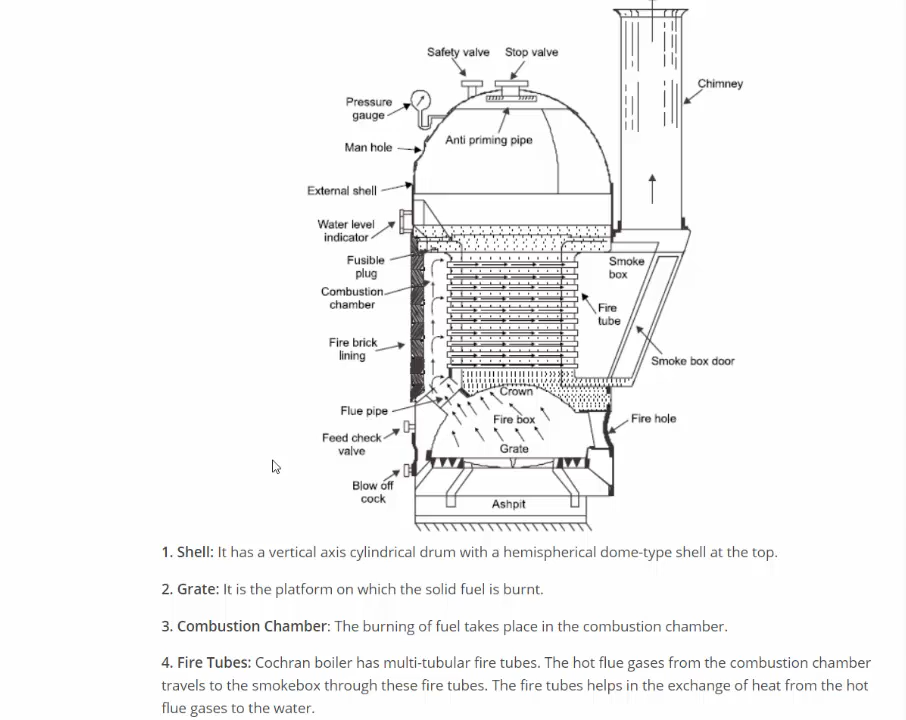 Safety valve
Stop valve
Chimney
Pressure
gauge
Anti priming pipe
Man hole
External shell
Water level
indicator
Fusible
plug
Smoke
box
Combustion
chamber
Fire
tube
Fire brick
lining
Smoke box door
Crown
Flue pipe
Fire box
Fire hole
Feed check
valve
Grate
Blow off
cock
Ashpit
1. Shell: It has a vertical axis cylindrical drum with a hemispherical dome-type shell at the top.
2. Grate: It is the platform on which the solid fuel is burnt.
3. Combustion Chamber: The burning of fuel takes place in the combustion chamber.
4. Fire Tubes: Cochran boiler has multi-tubular fire tubes. The hot flue gases from the combustion chamber
travels to the smokebox through these fire tubes. The fire tubes helps in the exchange of heat from the hot
flue gases to the water.